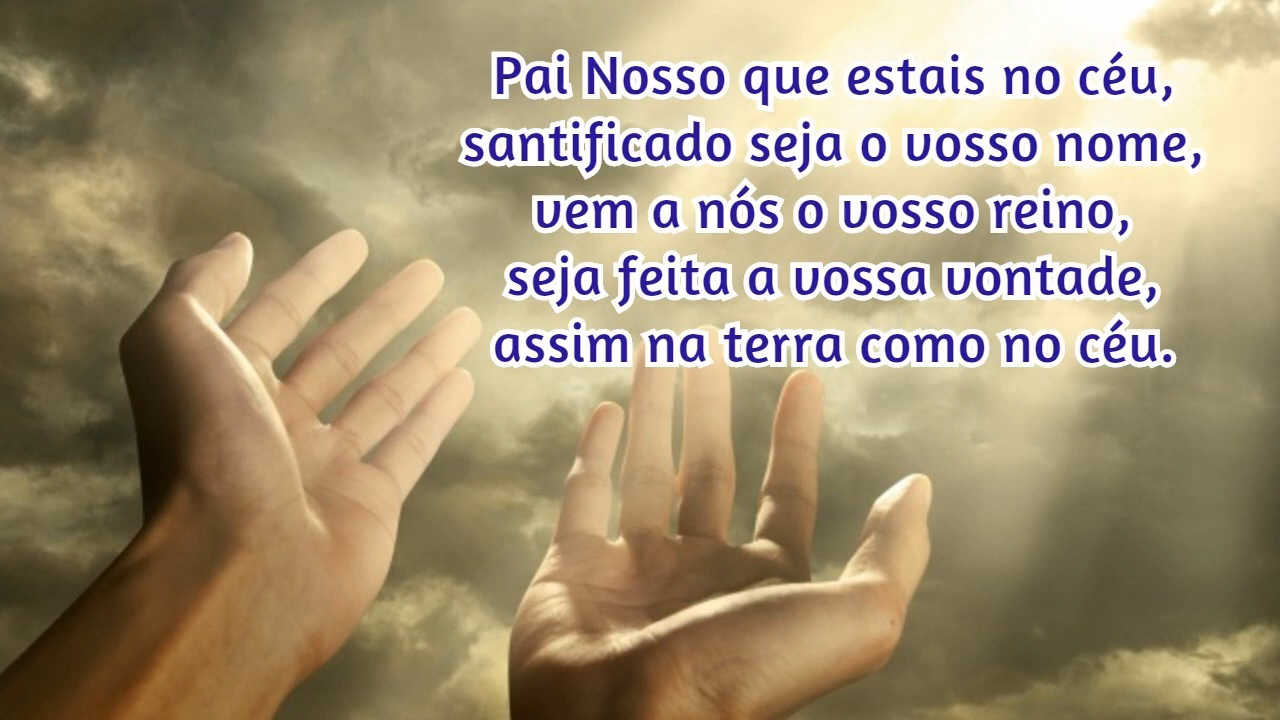 Pai Nosso que estais no céu,
santificado seja o vosso nome,
vem a nós o vosso reino,
seja feita a vossa vontade,
assim na terra como no céu.